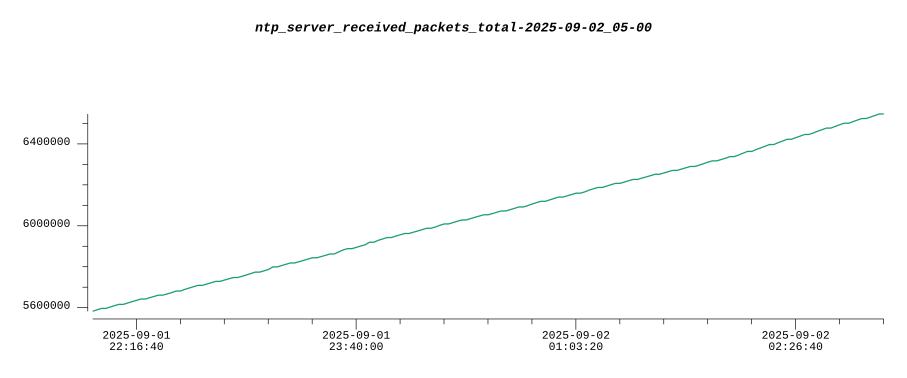 ntp_server_received_packets_total-2025-09-02_05-00
6400000
6000000
5600000
2025-09-01 2025-09-01 2025-09-02 2025-09-02
22:16:40 23:40:00 01:03:20 02:26:40